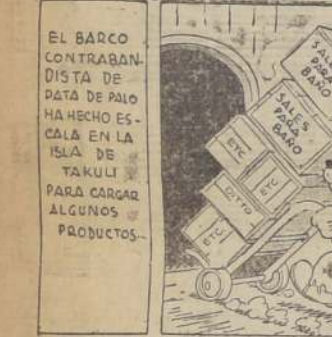 EL BARCO
CONTRABAN-
DISTA DE
PATA DE PALO
HA HECHO ES-
CALA EN LA
ISLA DE
TAKULI
PARA CARGAR
ALGUNOS
PRODUCTOS...
SALES
PARA
BAÑO
SALES
PARA
BAÑO
ETC
ETC
DITTO
ETC.